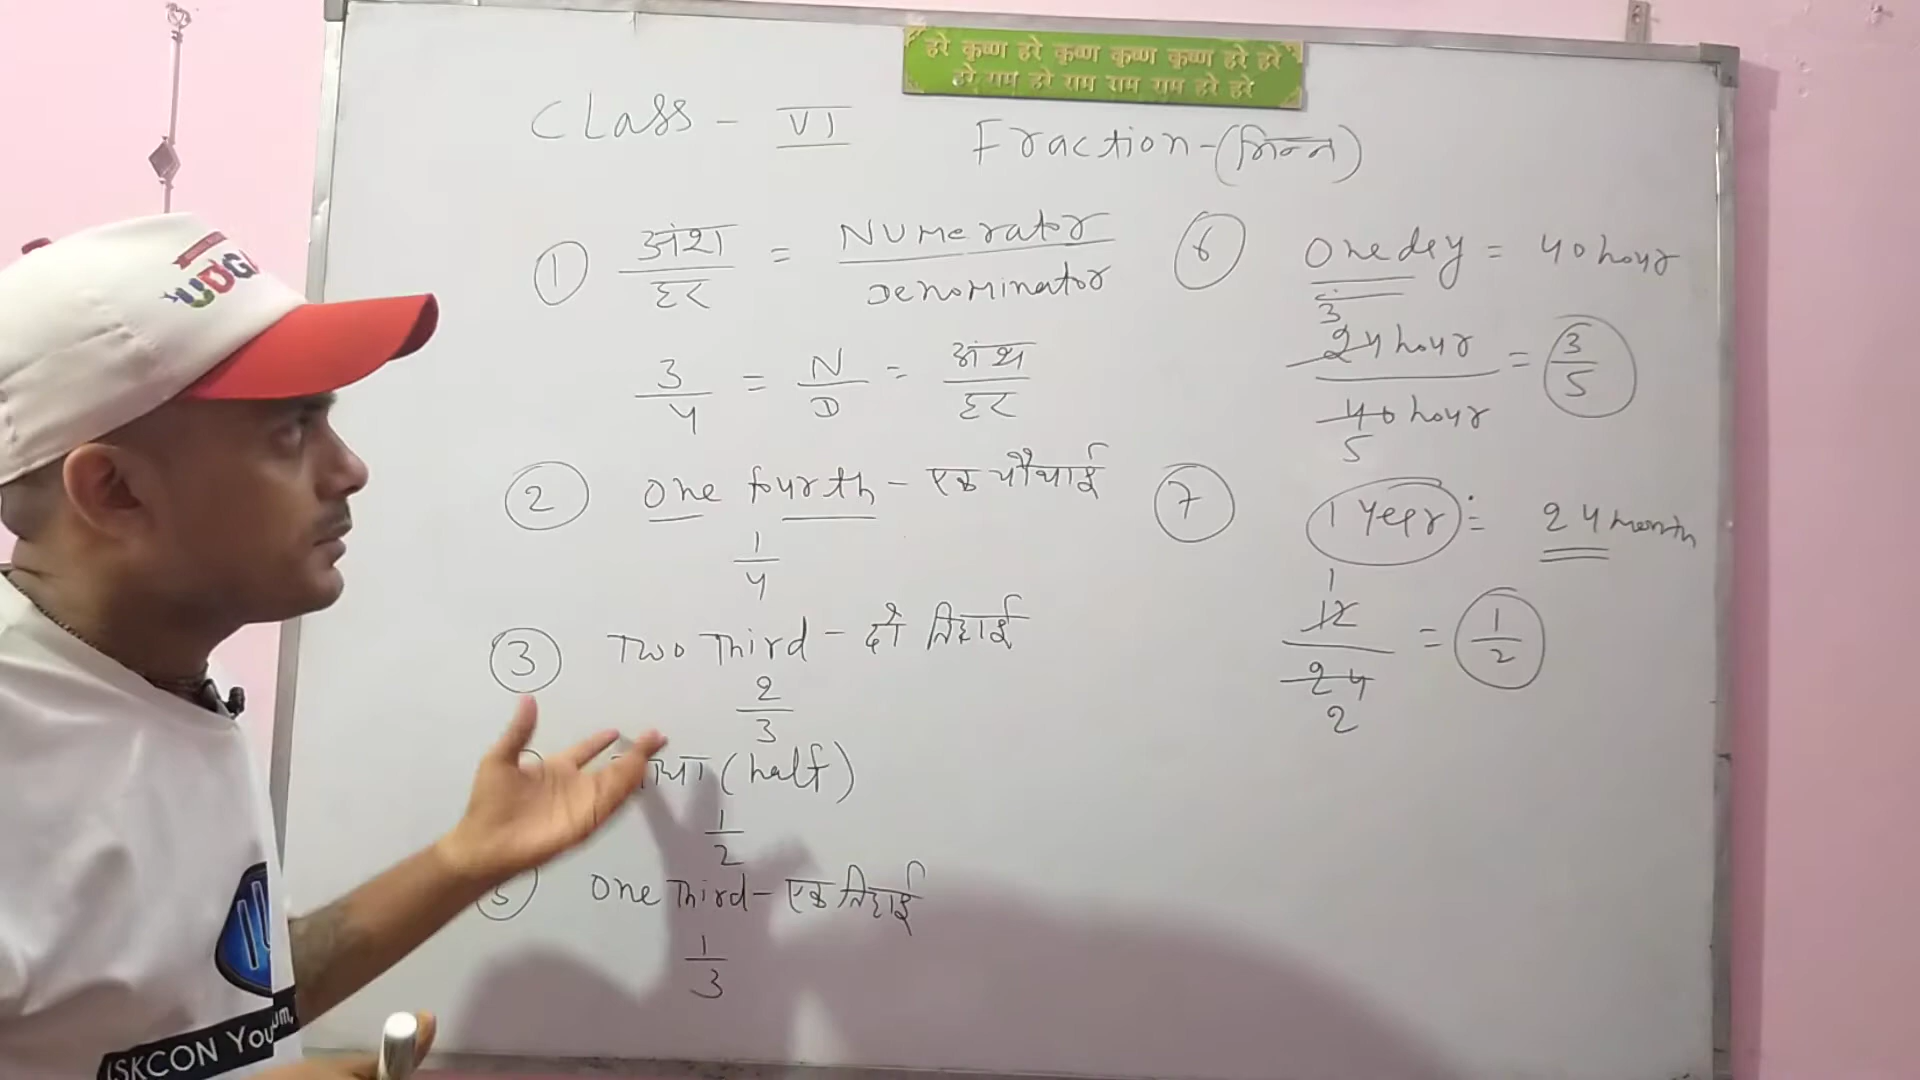 हरे कृष्ण हरे कृष्ण कृष्ण कृष्ण हरे हरे
हरे राम हरे राम राम राम हरे हरे
Class - VI
Fraction - (भिन्न)
① अंश/हर = Numerator/Denominator
3/4 = N/D = अंश/हर
② One fourth - एक चौथाई
1/4
③ Two Third - दो तिहाई
2/3
(half)
1/2
5 One Third - एक तिहाई
1/3
⑥ One day = 40 hour
3
24 hour/40 hour = 3/5
5
⑦ 1 year = 24 month
1
12/24 = 1/2
2
ISKCON You